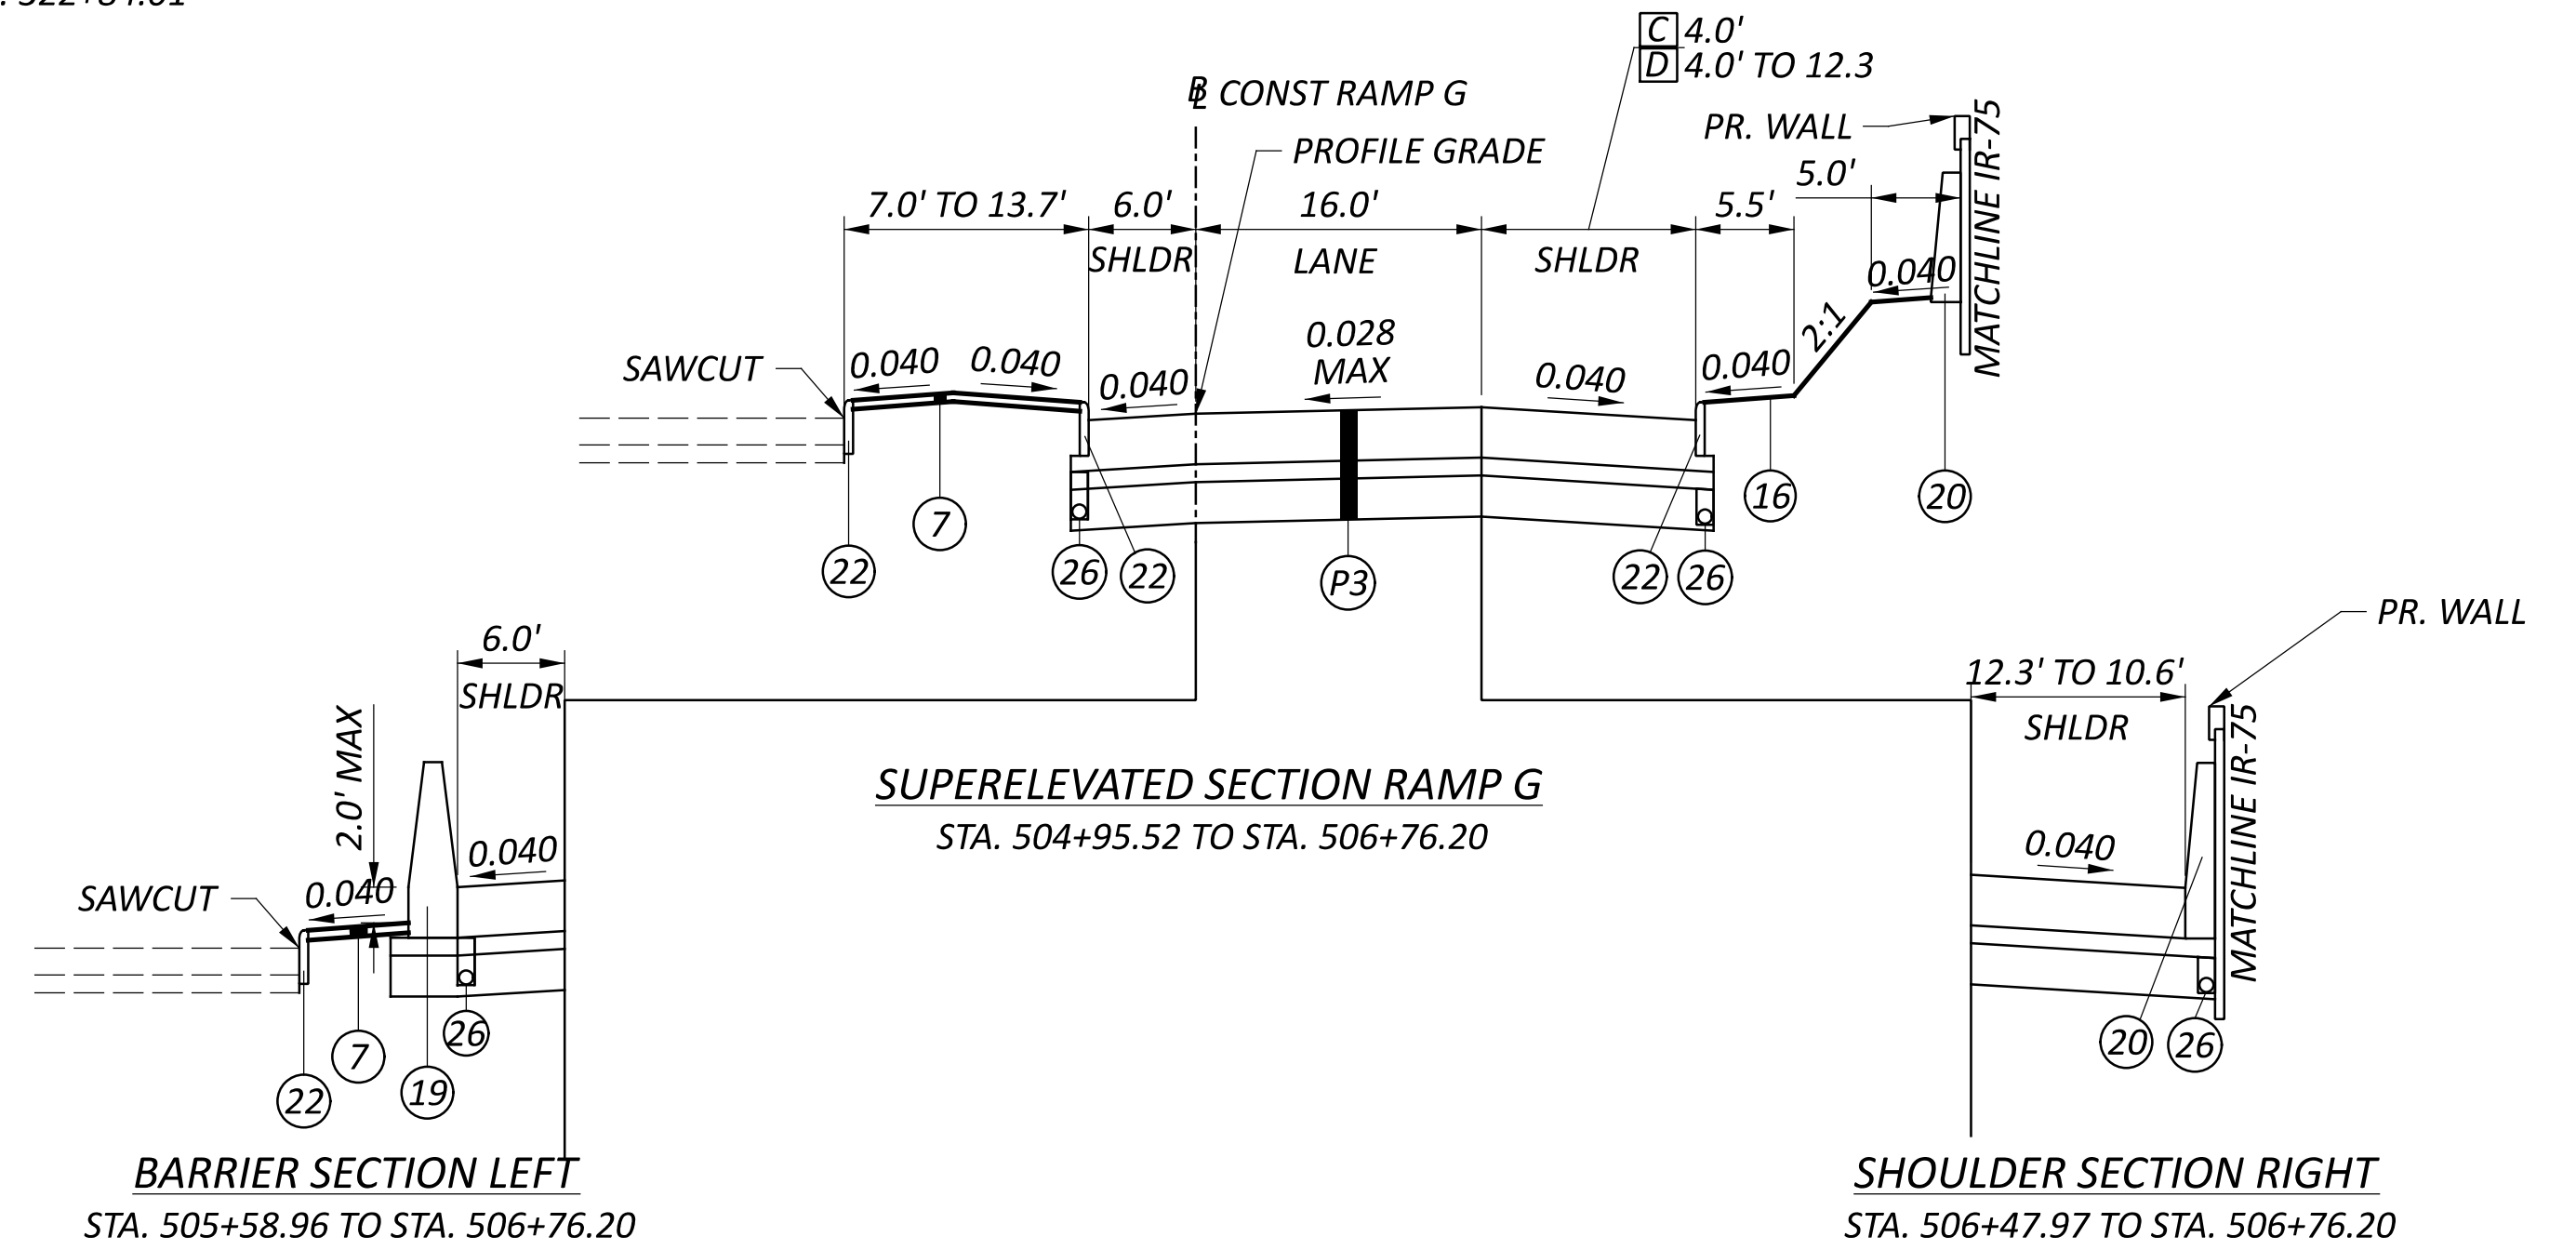 C 4.0'
D 4.0' TO 12.3
BL CONST RAMP G
PR. WALL
PROFILE GRADE
5.0'
7.0' TO 13.7'
6.0'
16.0'
5.5'
SHLDR
LANE
SHLDR
MATCHLINE IR-75
0.040
2:1
0.028
MAX
SAWCUT
0.040
0.040
0.040
0.040
0.040
16
20
7
22
26
22
P3
22
26
PR. WALL
6.0'
SHLDR
12.3' TO 10.6'
SHLDR
2.0' MAX
MATCHLINE IR-75
SUPERELEVATED SECTION RAMP G
STA. 504+95.52 TO STA. 506+76.20
0.040
0.040
SAWCUT
0.040
26
7
19
22
20
26
BARRIER SECTION LEFT
STA. 505+58.96 TO STA. 506+76.20
SHOULDER SECTION RIGHT
STA. 506+47.97 TO STA. 506+76.20